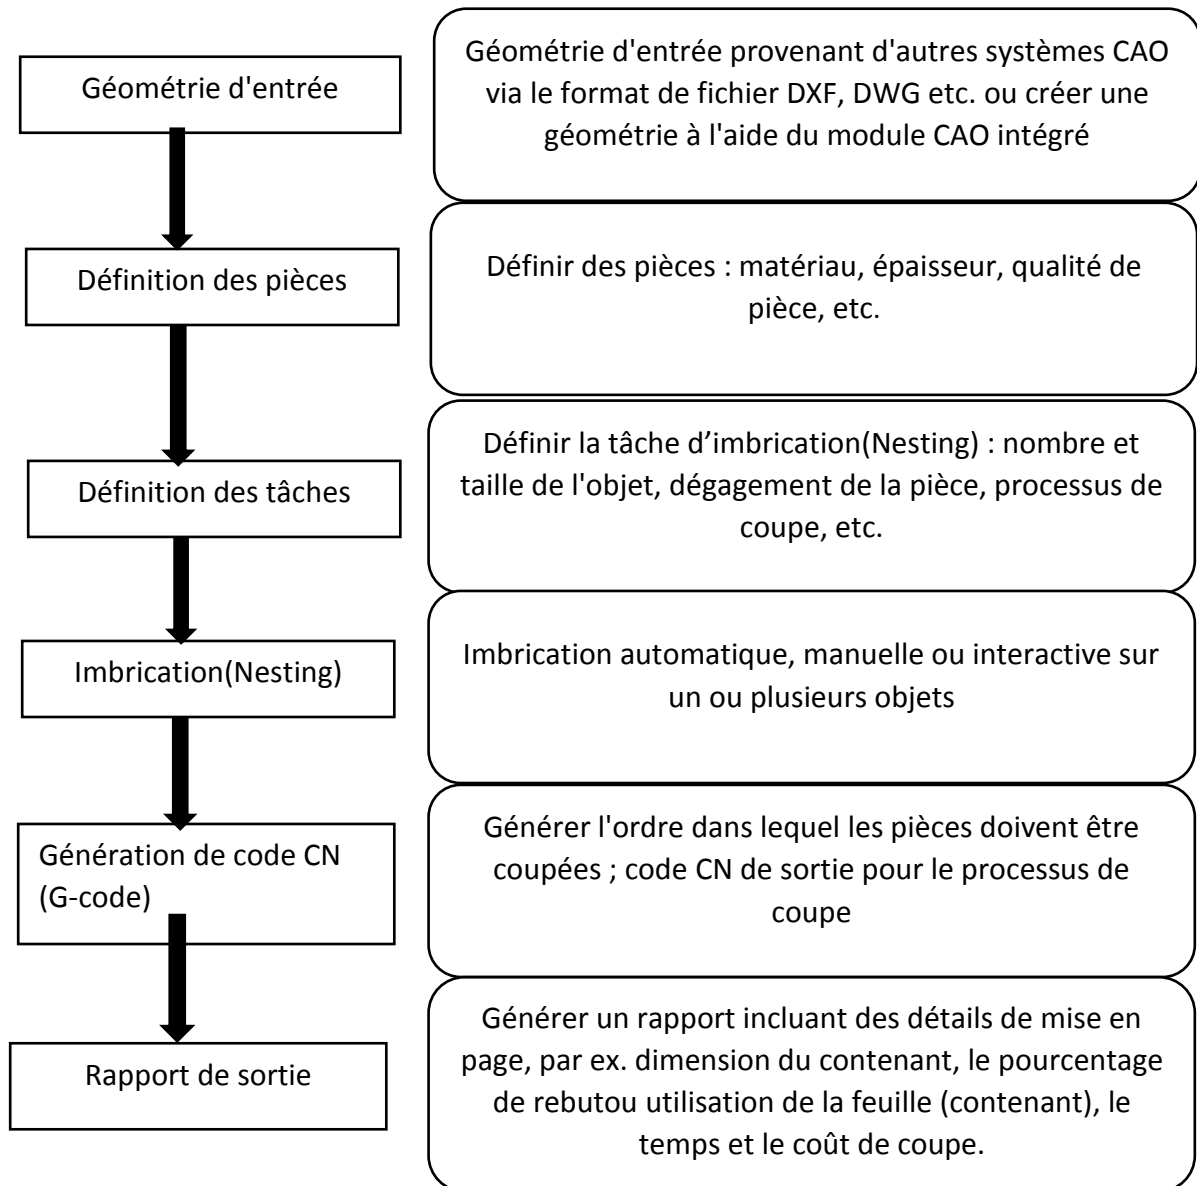 Géométrie d'entrée
Géométrie d'entrée provenant d'autres systèmes CAO
via le format de fichier DXF, DWG etc. ou créer une
géométrie à l'aide du module CAO intégré
Définition des pièces
Définir des pièces : matériau, épaisseur, qualité de
pièce, etc.
Définition des tâches
Définir la tâche d’imbrication(Nesting) : nombre et
taille de l'objet, dégagement de la pièce, processus de
coupe, etc.
Imbrication(Nesting)
Imbrication automatique, manuelle ou interactive sur
un ou plusieurs objets
Génération de code CN
(G-code)
Générer l'ordre dans lequel les pièces doivent être
coupées ; code CN de sortie pour le processus de
coupe
Rapport de sortie
Générer un rapport incluant des détails de mise en
page, par ex. dimension du contenant, le pourcentage
de rebutou utilisation de la feuille (contenant), le
temps et le coût de coupe.